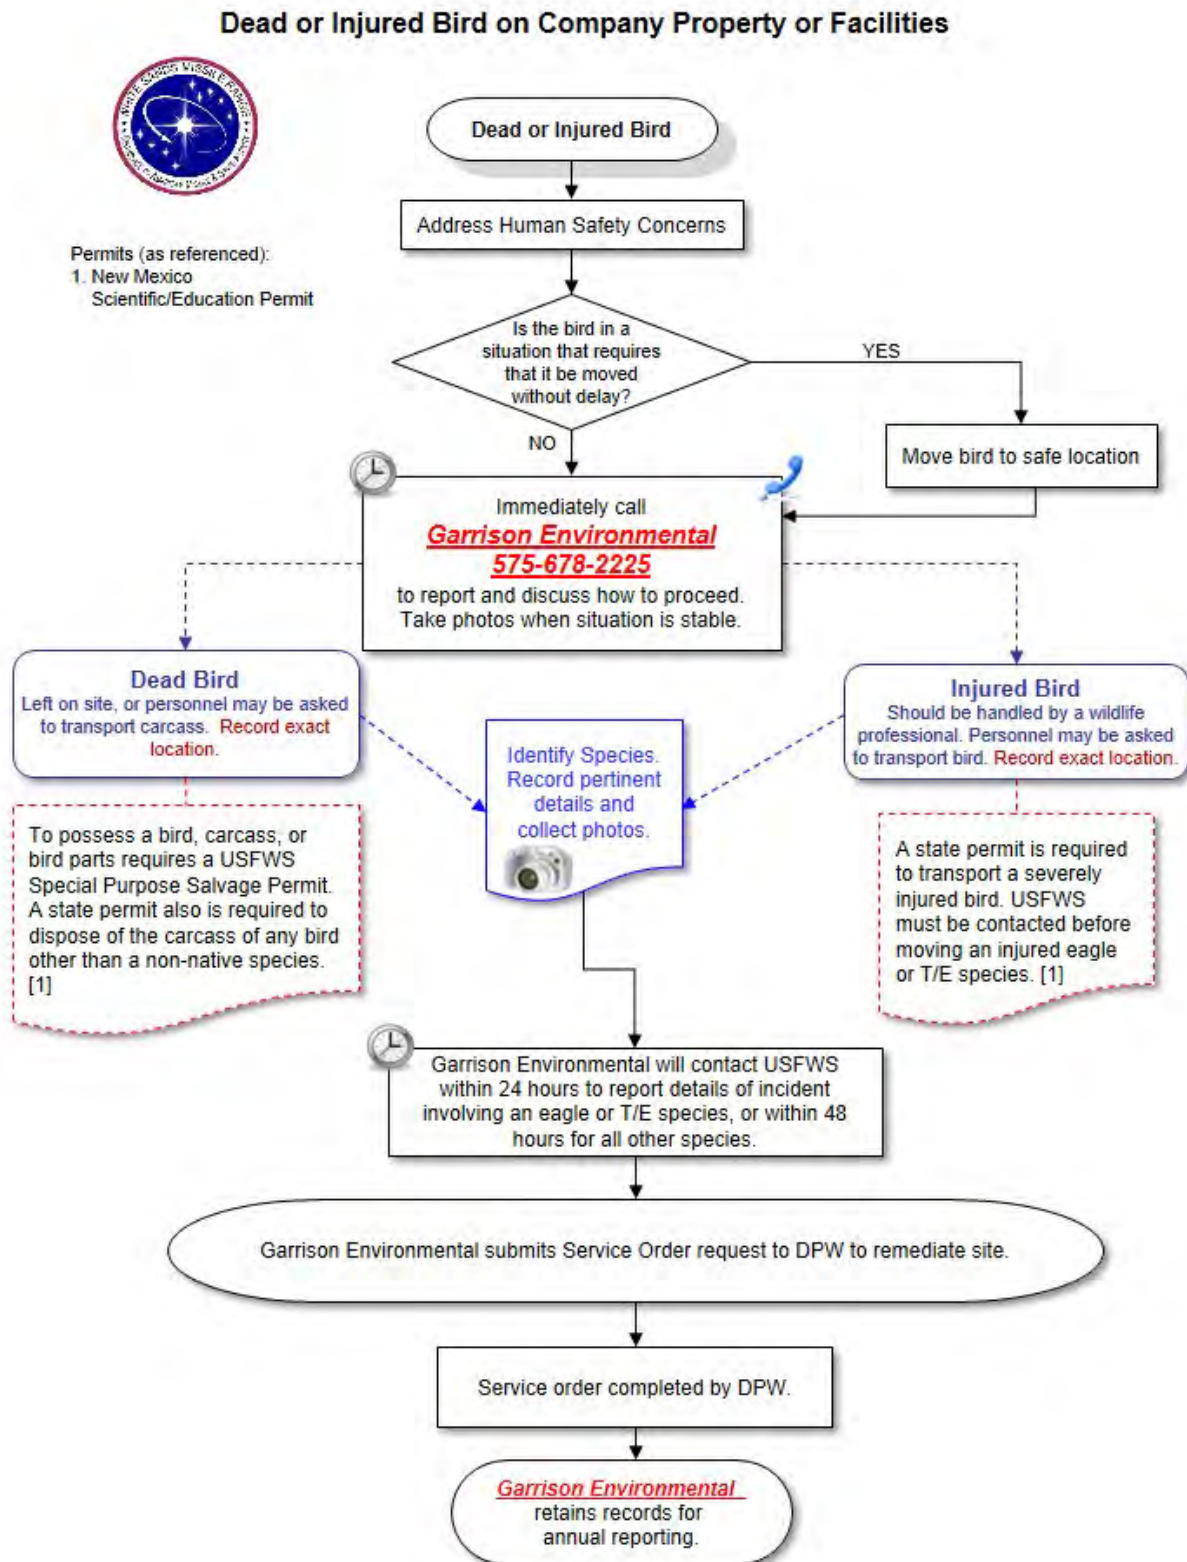 Dead or Injured Bird on Company Property or Facilities
WHITE SANDS MISSILE RANGE
Permits (as referenced):
1. New Mexico
Scientific/Education Permit
Dead or Injured Bird
Address Human Safety Concerns
Is the bird in a
situation that requires
that it be moved
without delay?
YES
NO
Move bird to safe location
Immediately call
Garrison Environmental
575-678-2225
to report and discuss how to proceed.
Take photos when situation is stable.
Dead Bird
Left on site, or personnel may be asked
to transport carcass. Record exact
location.
Identify Species.
Record pertinent
details and
collect photos.
Injured Bird
Should be handled by a wildlife
professional. Personnel may be asked
to transport bird. Record exact location.
To possess a bird, carcass, or
bird parts requires a USFWS
Special Purpose Salvage Permit.
A state permit also is required to
dispose of the carcass of any bird
other than a non-native species.
[1]
A state permit is required
to transport a severely
injured bird. USFWS
must be contacted before
moving an injured eagle
or T/E species. [1]
Garrison Environmental will contact USFWS
within 24 hours to report details of incident
involving an eagle or T/E species, or within 48
hours for all other species.
Garrison Environmental submits Service Order request to DPW to remediate site.
Service order completed by DPW.
Garrison Environmental
retains records for
annual reporting.